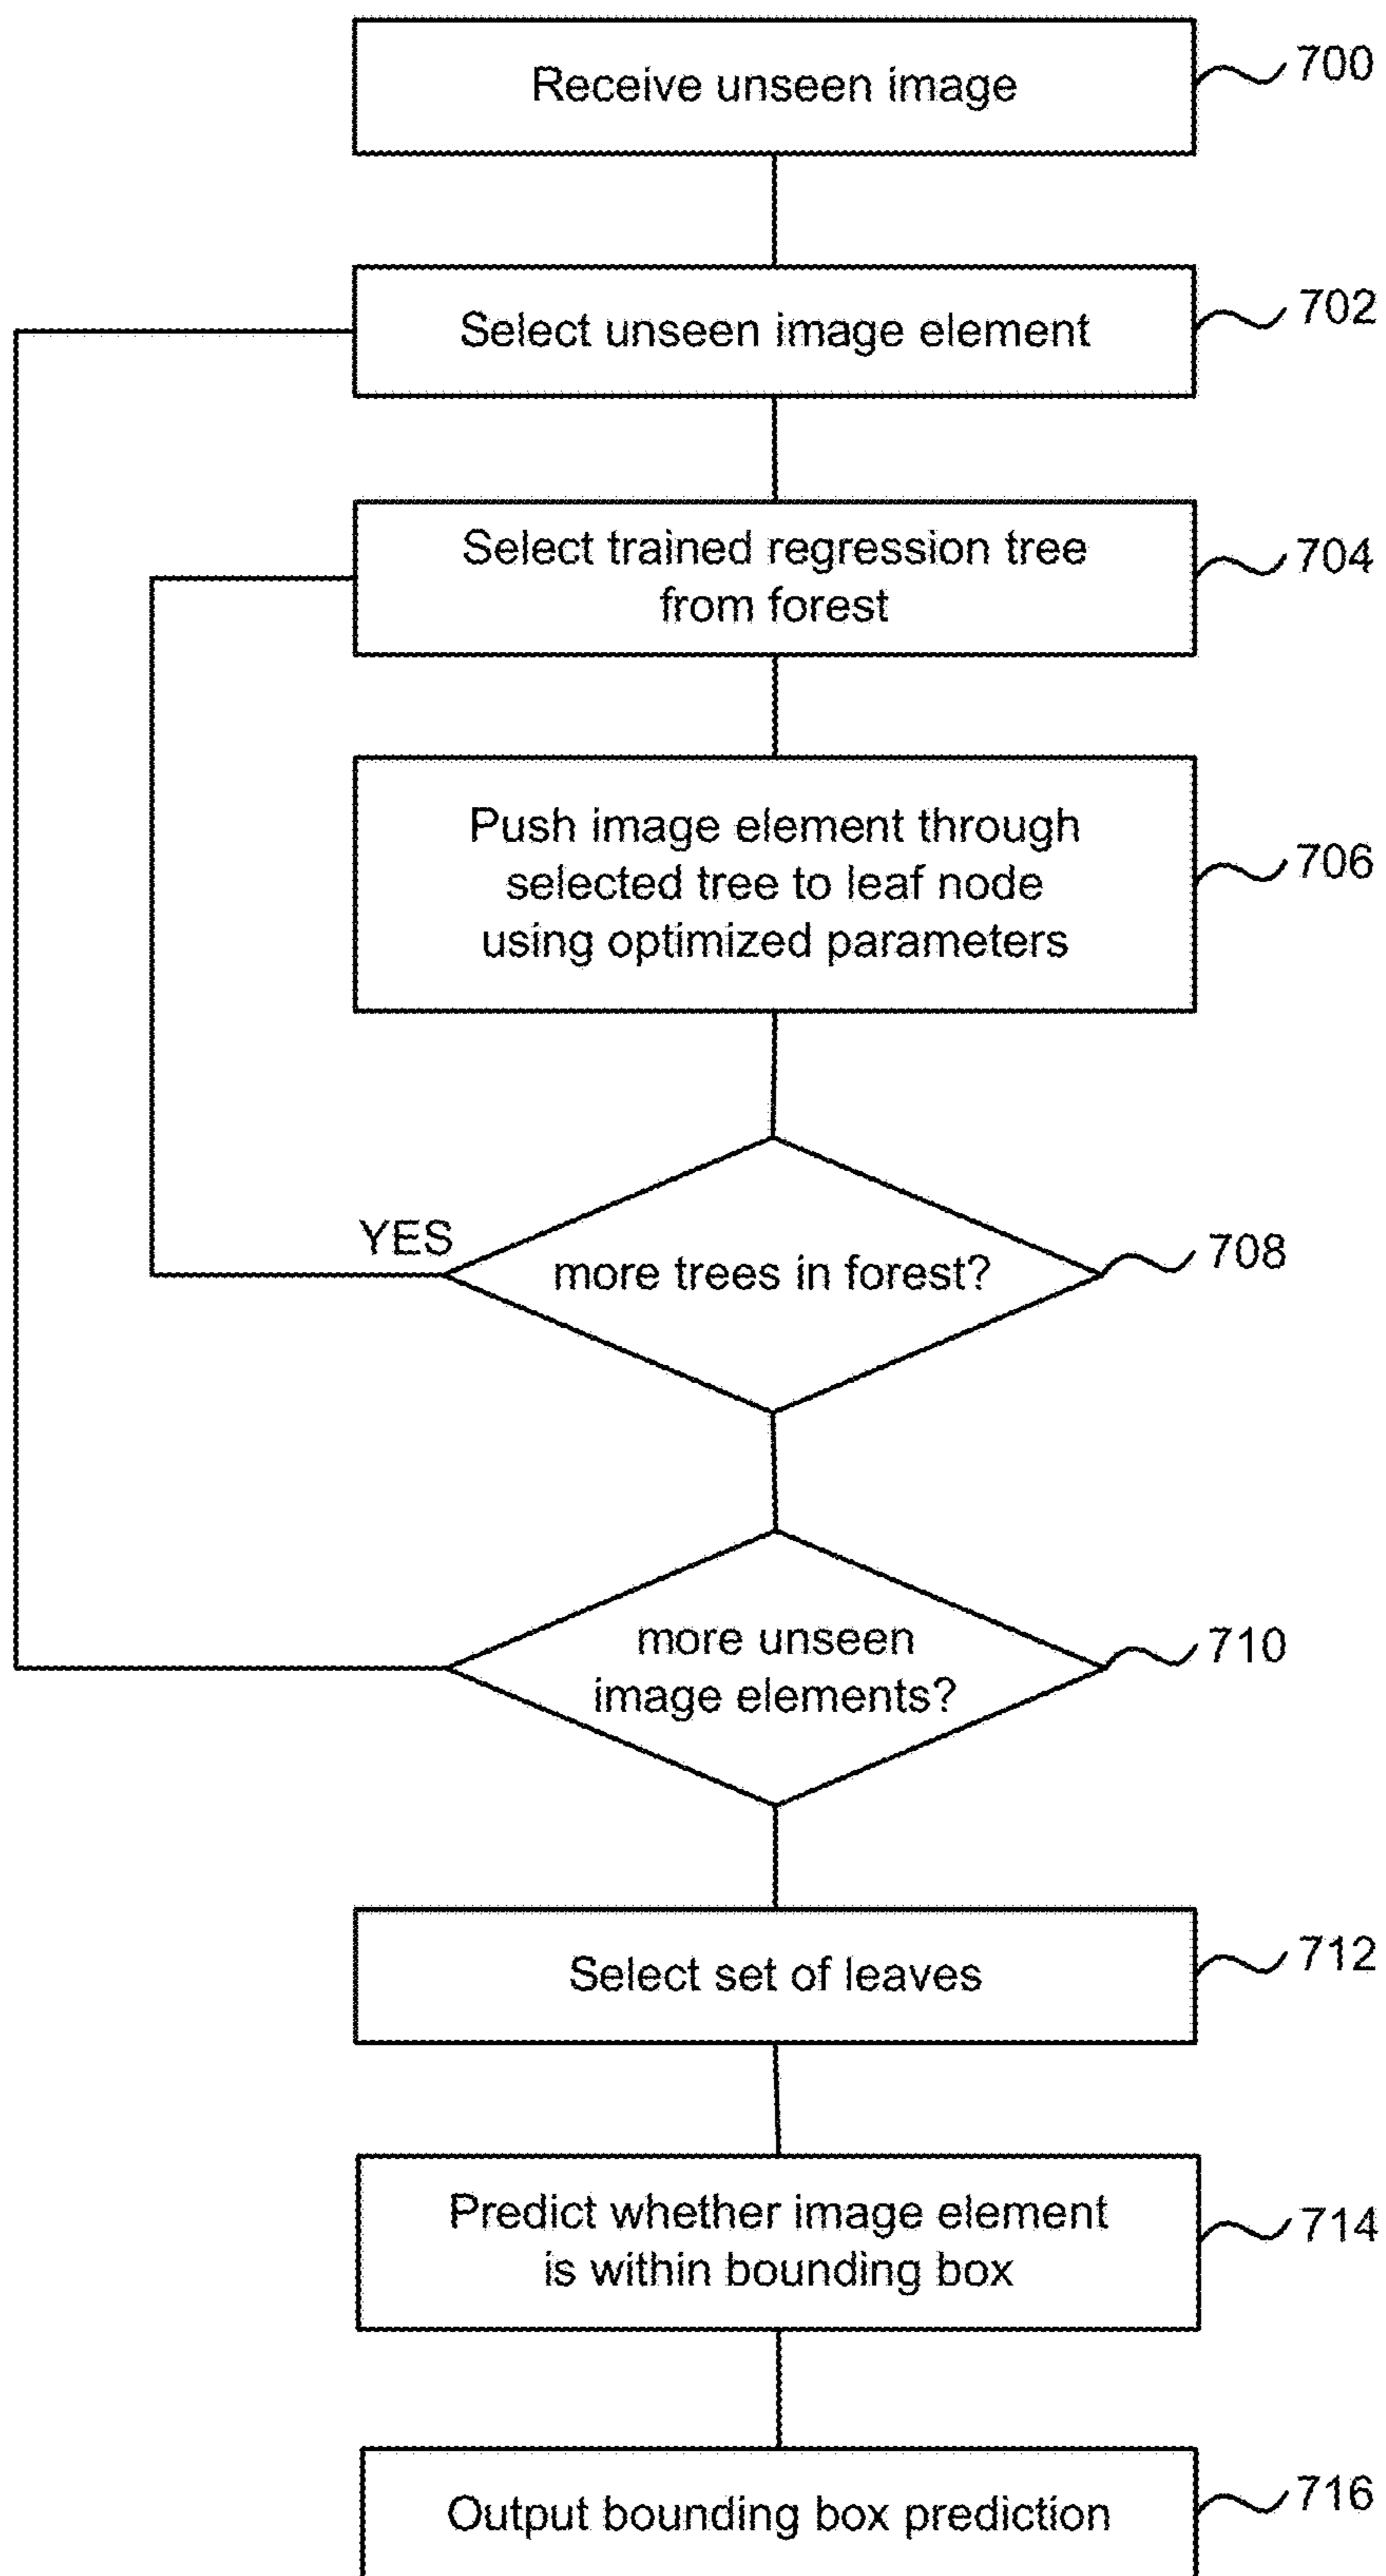 Receive unseen image
700
Select unseen image element
702
Select trained regression tree
from forest
704
Push image element through
selected tree to leaf node
using optimized parameters
706
YES
more trees in forest?
708
more unseen
image elements?
710
Select set of leaves
712
Predict whether image element
is within bounding box
714
Output bounding box prediction
716